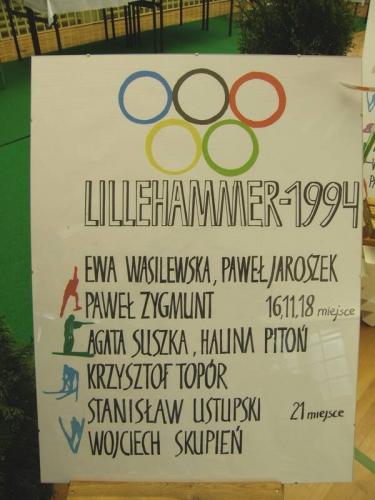 LILLEHAMMER-1994
EWA WASILEWSKA, PAWEŁ JAROSZEK
PAWEŁ ZYGMUNT 16,11,18 miejsce
AGATA SUSZKA, HALINA PITOŃ
KRZYSZTOF TOPÓR
STANISŁAW USTUPSKI 21 miejsce
WOJCIECH SKUPIEŃ